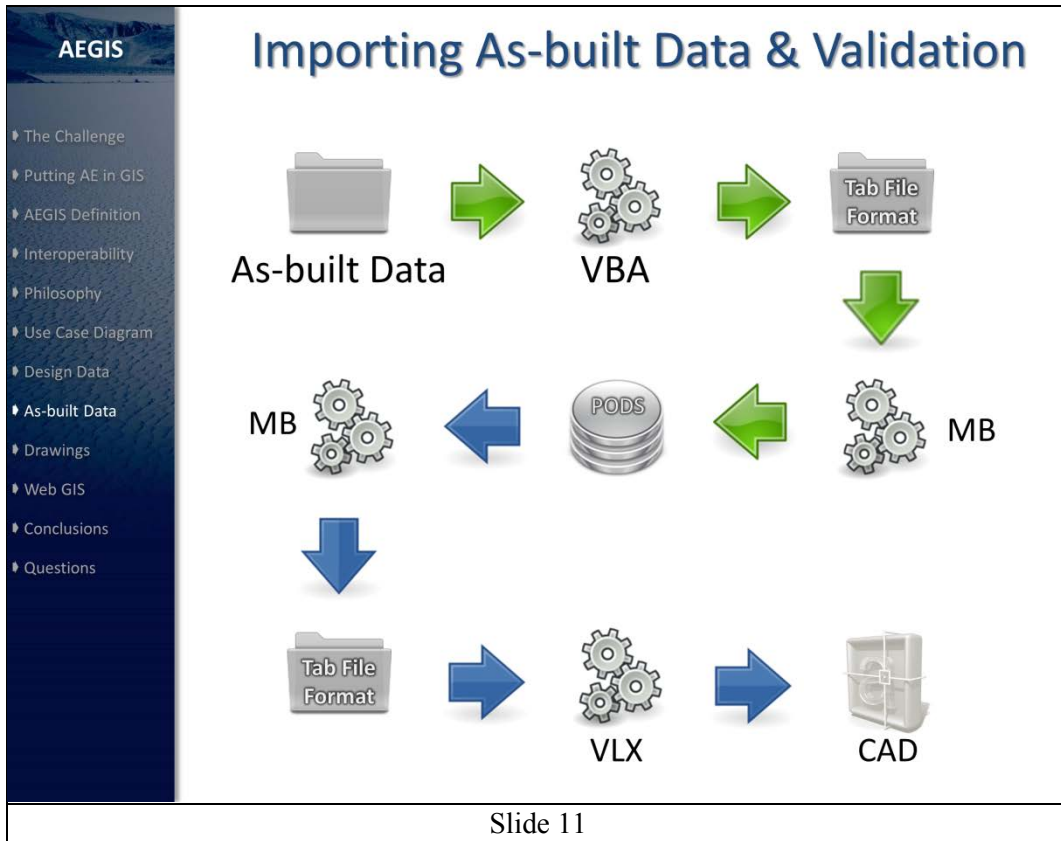 AEGIS
The Challenge
Putting AE in GIS
AEGIS Definition
Interoperability
Philosophy
Use Case Diagram
Design Data
As-built Data
Drawings
Web GIS
Conclusions
Questions
Importing As-built Data & Validation
As-built Data
VBA
Tab File
Format
MB
PODS
MB
Tab File
Format
VLX
CAD
Slide 11